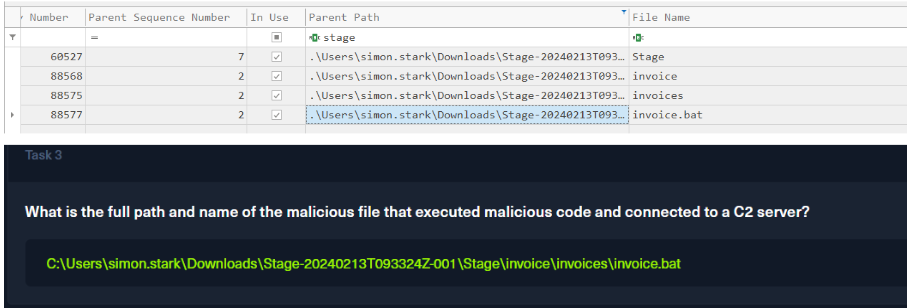 Number Parent Sequence Number In Use Parent Path File Name
= stage
60527 7 .\Users\simon.stark\Downloads\Stage-20240213T093… Stage
88568 2 .\Users\simon.stark\Downloads\Stage-20240213T093… invoice
88575 2 .\Users\simon.stark\Downloads\Stage-20240213T093… invoices
88577 2 .\Users\simon.stark\Downloads\Stage-20240213T093… invoice.bat
Task 3
What is the full path and name of the malicious file that executed malicious code and connected to a C2 server?
C:\Users\simon.stark\Downloads\Stage-20240213T093324Z-001\Stage\invoice\invoices\invoice.bat